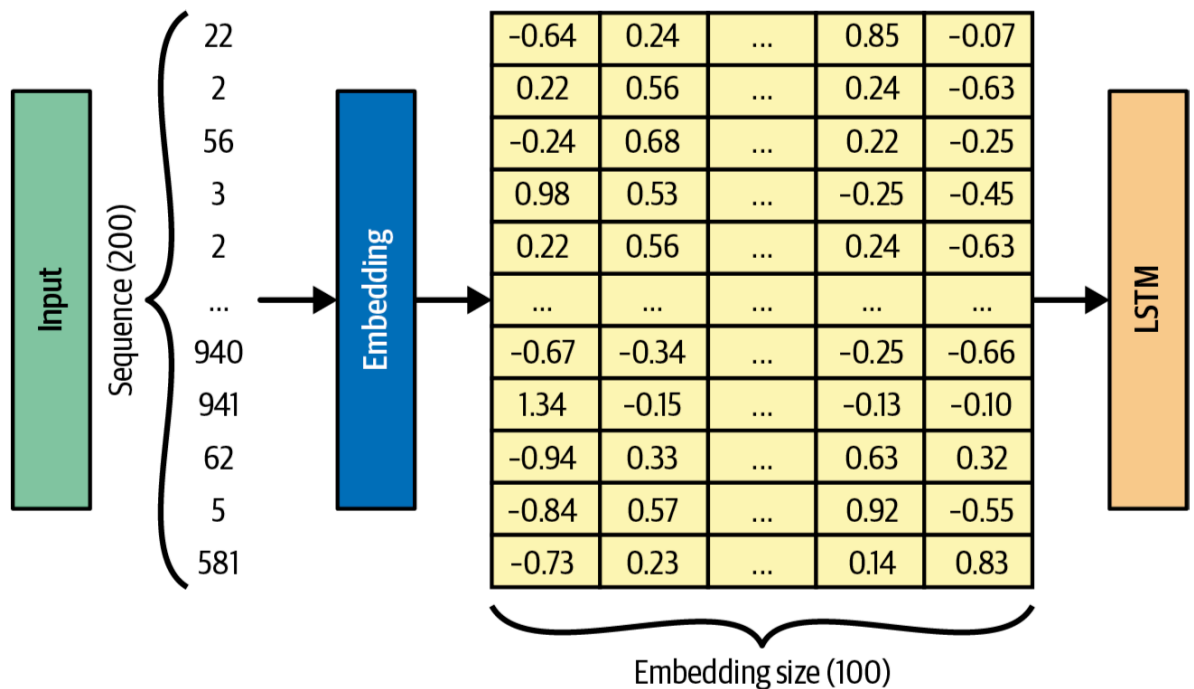 Input
Sequence (200)
22
2
56
3
2
...
940
941
62
5
581
Embedding
−0.64 0.24 ... 0.85 −0.07
0.22 0.56 ... 0.24 −0.63
−0.24 0.68 ... 0.22 −0.25
0.98 0.53 ... −0.25 −0.45
0.22 0.56 ... 0.24 −0.63
... ... ... ... ...
−0.67 −0.34 ... −0.25 −0.66
1.34 −0.15 ... −0.13 −0.10
−0.94 0.33 ... 0.63 0.32
−0.84 0.57 ... 0.92 −0.55
−0.73 0.23 ... 0.14 0.83
Embedding size (100)
LSTM